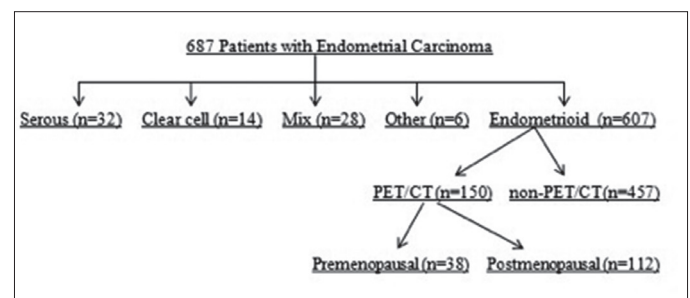 687 Patients with Endometrial Carcinoma
Serous (n=32) Clear cell (n=14) Mix (n=28) Other (n=6) Endometrioid (n=607)
PET/CT(n=150) non-PET/CT(n=457)
Premenopausal (n=38) Postmenopausal (n=112)